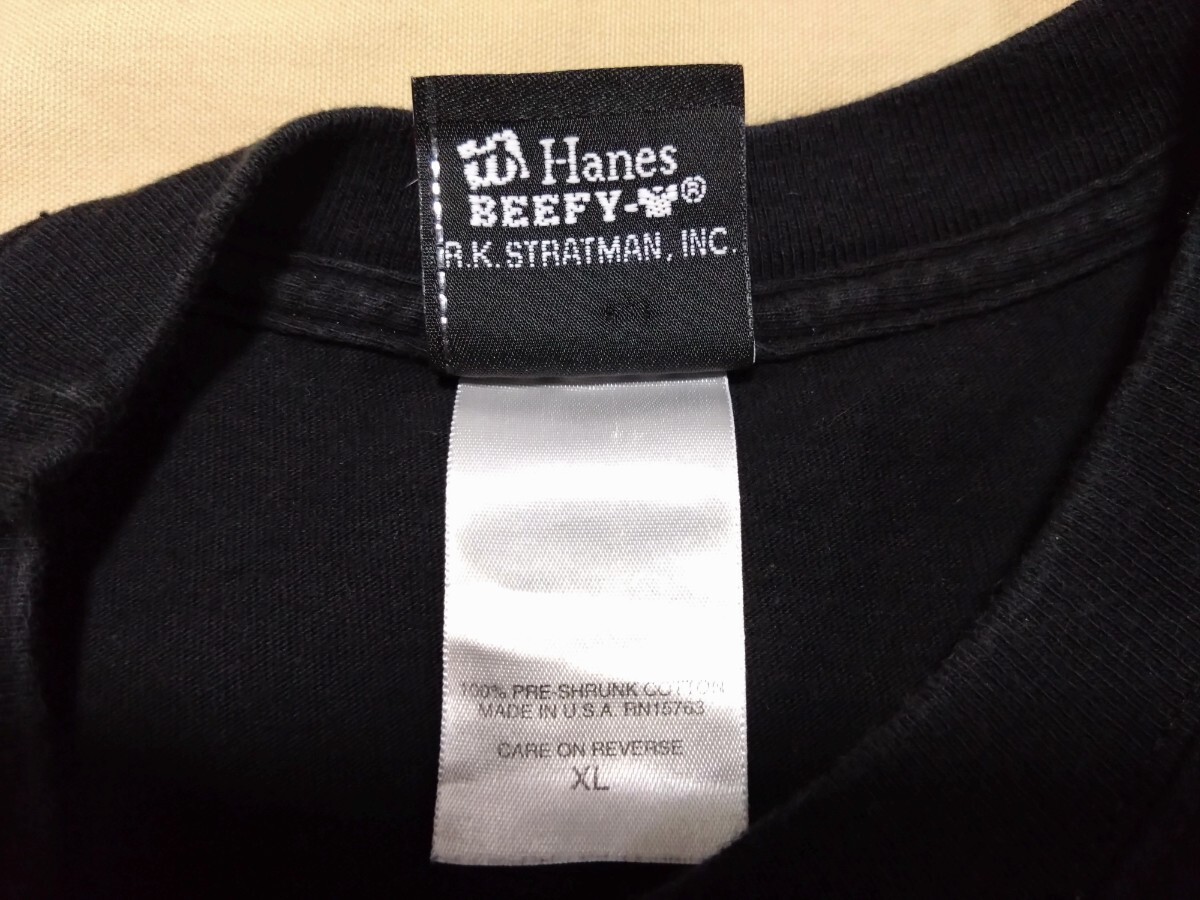 Hanes
BEEFY-T®
R.K. STRATMAN, INC.
100% PRE-SHRUNK COTTON
MADE IN U.S.A. RN15763
CARE ON REVERSE
XL